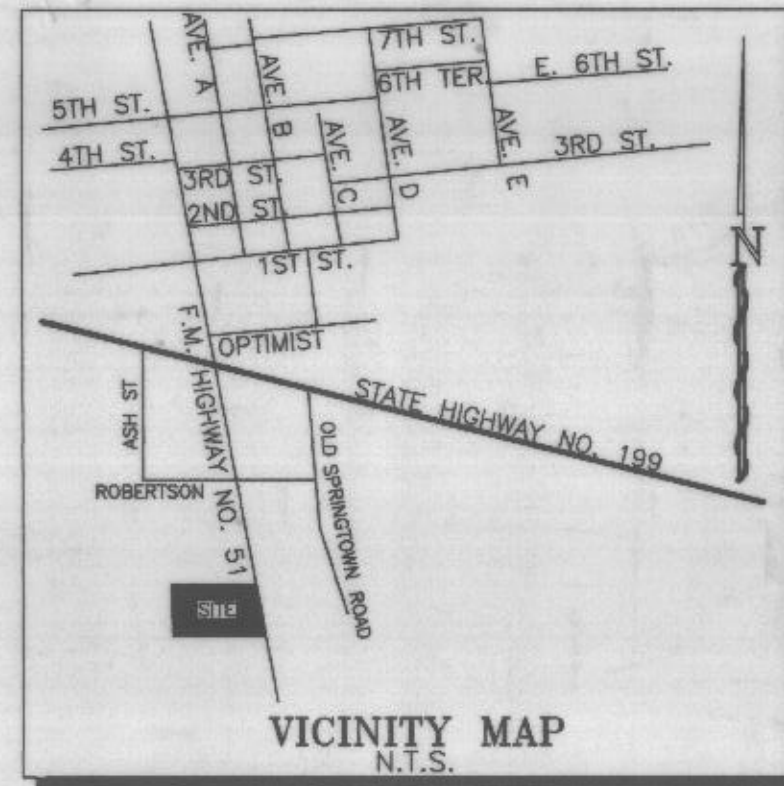 7TH ST.
AVE. A
AVE. B
6TH TER.
E. 6TH ST.
5TH ST.
AVE. C
AVE. D
AVE. E
3RD ST.
4TH ST.
3RD ST.
2ND ST.
N
1ST ST.
F.M. HIGHWAY NO. 51
OPTIMIST
STATE HIGHWAY NO. 199
ASH ST
OLD SPRINGTOWN ROAD
ROBERTSON
SITE
VICINITY MAP
N.T.S.